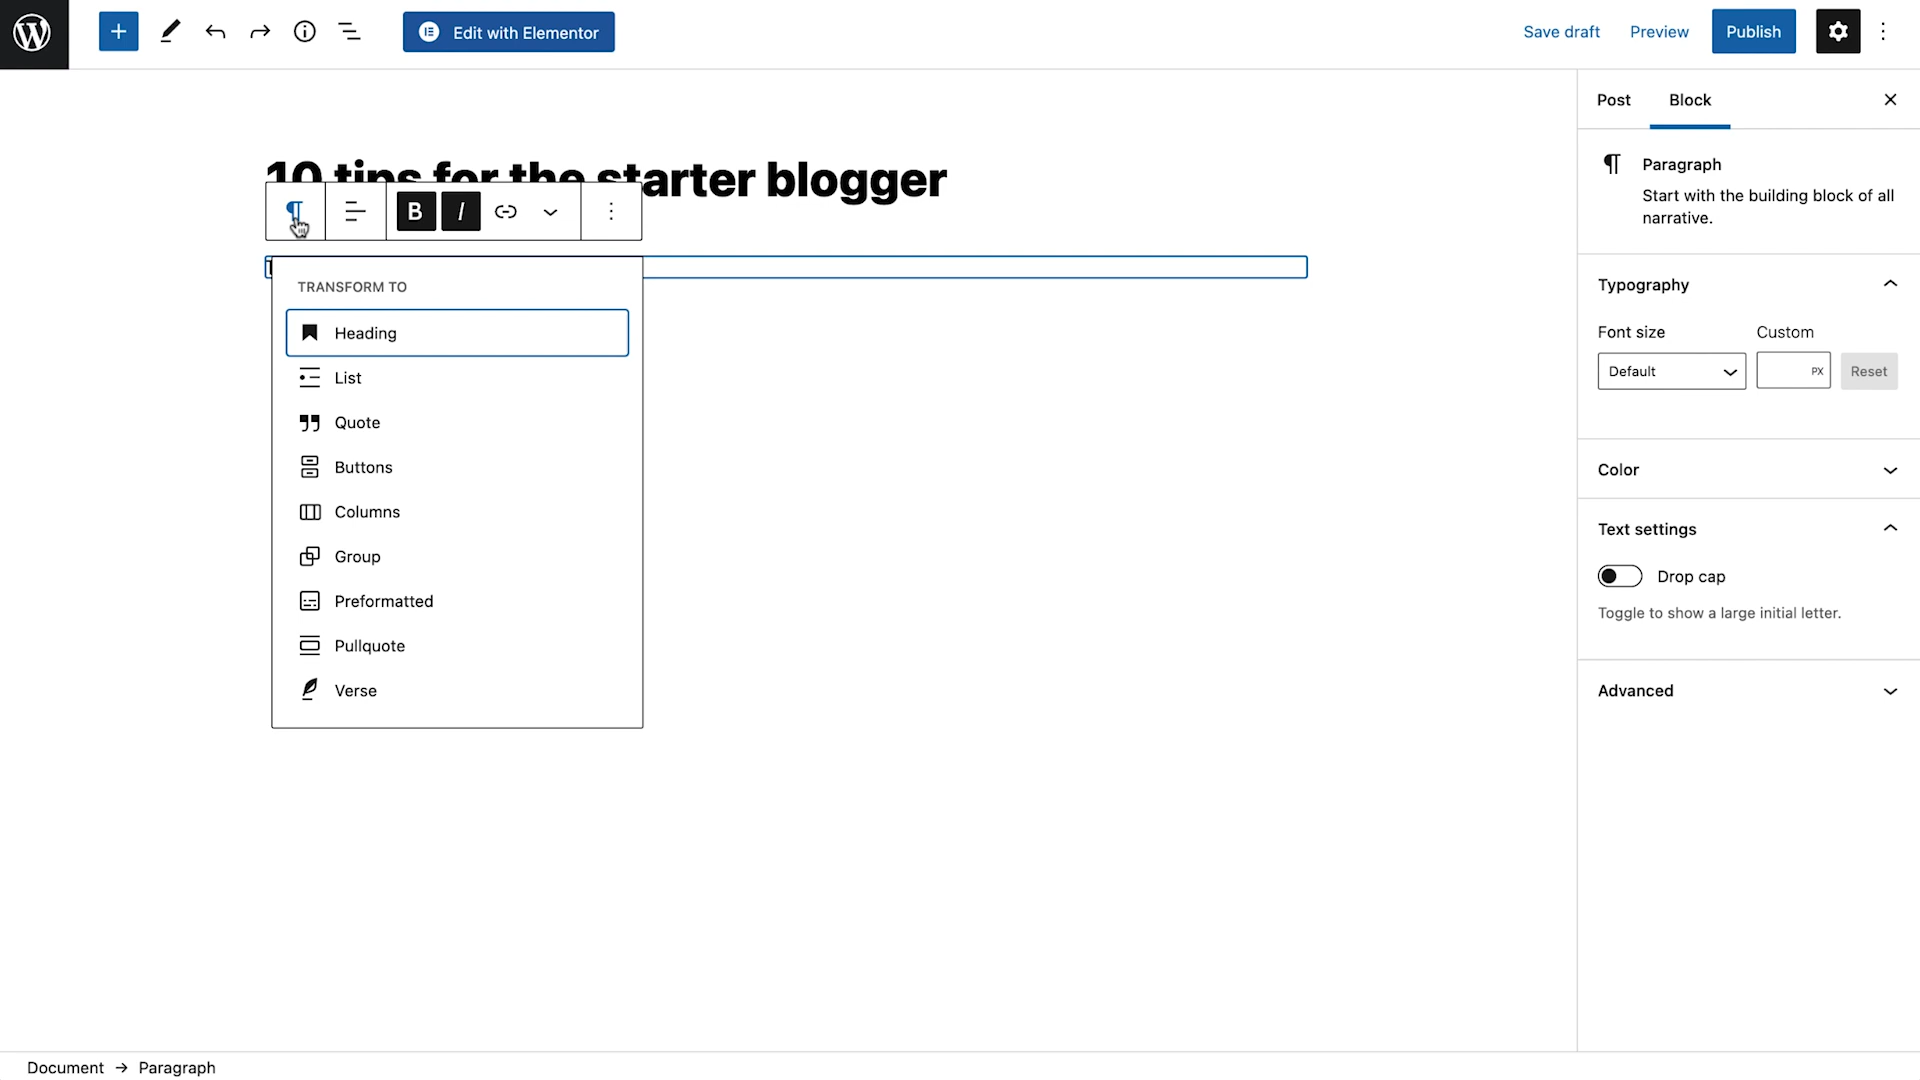 Edit with Elementor
Save draft
Preview
Publish
10 tips for the starter blogger
B I
TRANSFORM TO
Heading
List
Quote
Buttons
Columns
Group
Preformatted
Pullquote
Verse
Post
Block
Paragraph
Start with the building block of all
narrative.
Typography
Font size
Custom
Default
PX
Reset
Color
Text settings
Drop cap
Toggle to show a large initial letter.
Advanced
Document → Paragraph